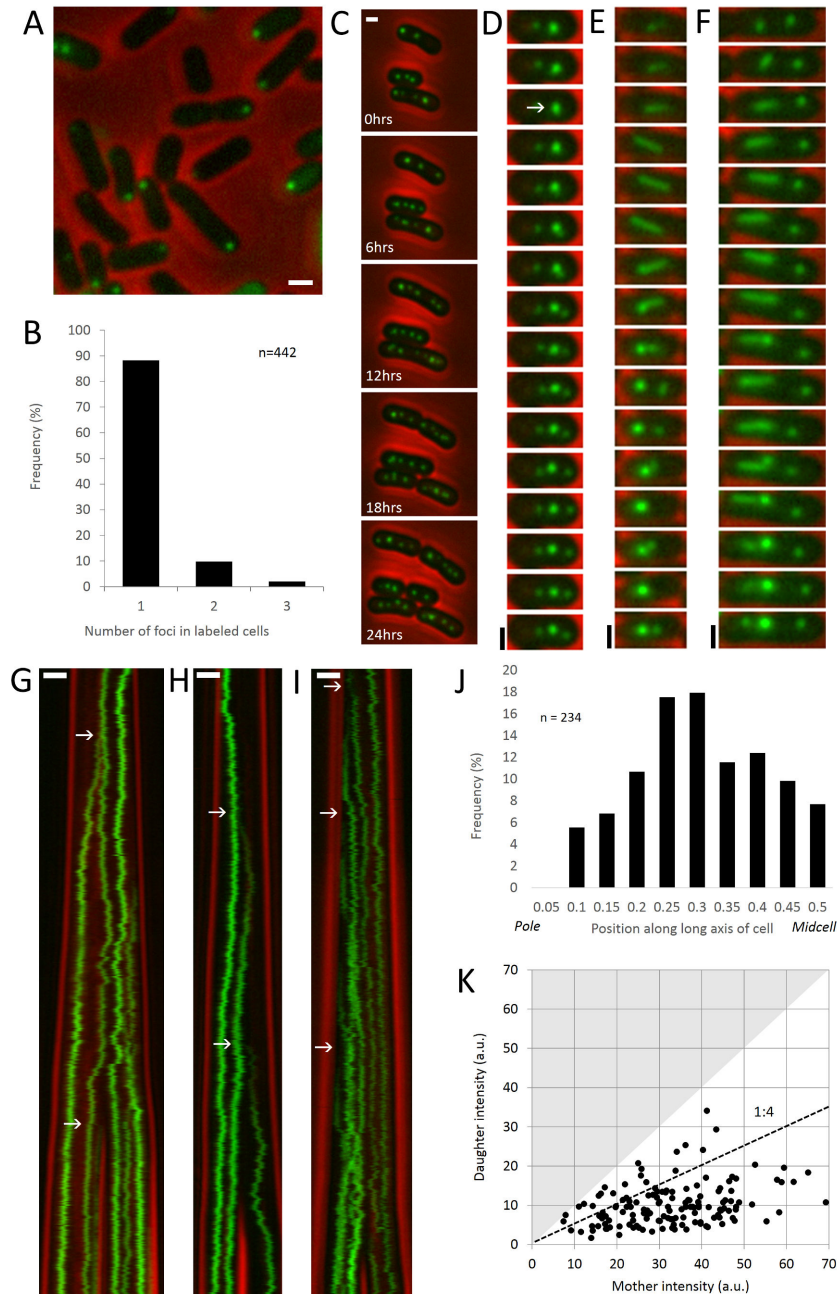 A
B
n=442
100
90
80
70
60
50
40
30
20
10
0
Frequency (%)
1 2 3
Number of foci in labeled cells
C
0hrs
6hrs
12hrs
18hrs
24hrs
D
E
F
G
H
I
J
n = 234
20
18
16
14
12
10
8
6
4
2
0
Frequency (%)
0.05 0.1 0.15 0.2 0.25 0.3 0.35 0.4 0.45 0.5
Pole Position along long axis of cell Midcell
K
70
60
50
40
30
20
10
0
Daughter intensity (a.u.)
1:4
0 10 20 30 40 50 60 70
Mother intensity (a.u.)